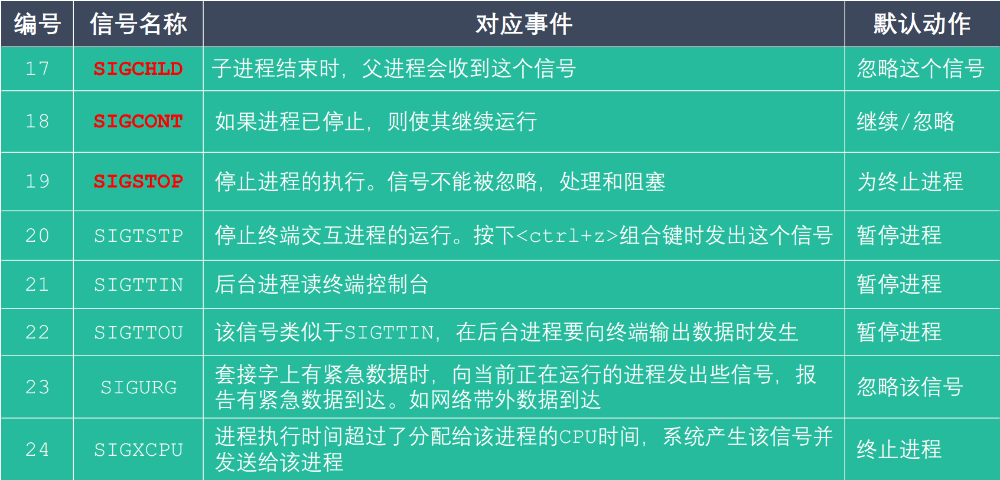 编号 信号名称 对应事件 默认动作
17 SIGCHLD 子进程结束时，父进程会收到这个信号 忽略这个信号
18 SIGCONT 如果进程已停止，则使其继续运行 继续/忽略
19 SIGSTOP 停止进程的执行。信号不能被忽略，处理和阻塞 为终止进程
20 SIGTSTP 停止终端交互进程的运行。按下<ctrl+z>组合键时发出这个信号 暂停进程
21 SIGTTIN 后台进程读终端控制台 暂停进程
22 SIGTTOU 该信号类似于SIGTTIN，在后台进程要向终端输出数据时发生 暂停进程
23 SIGURG 套接字上有紧急数据时，向当前正在运行的进程发出些信号，报
告有紧急数据到达。如网络带外数据到达 忽略该信号
24 SIGXCPU 进程执行时间超过了分配给该进程的CPU时间，系统产生该信号并
发送给该进程 终止进程